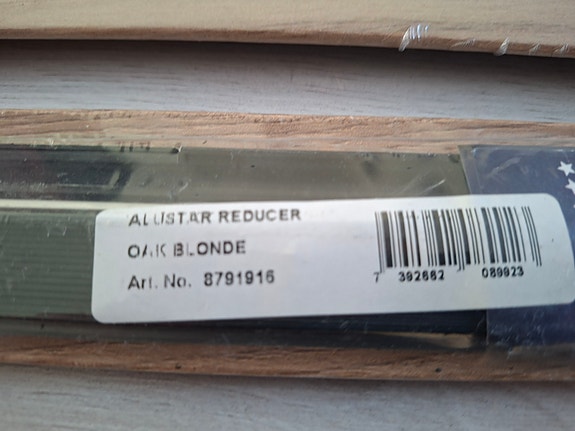 ALUSTAR REDUCER
OAK BLONDE
Art. No. 8791916
7 392662 089923